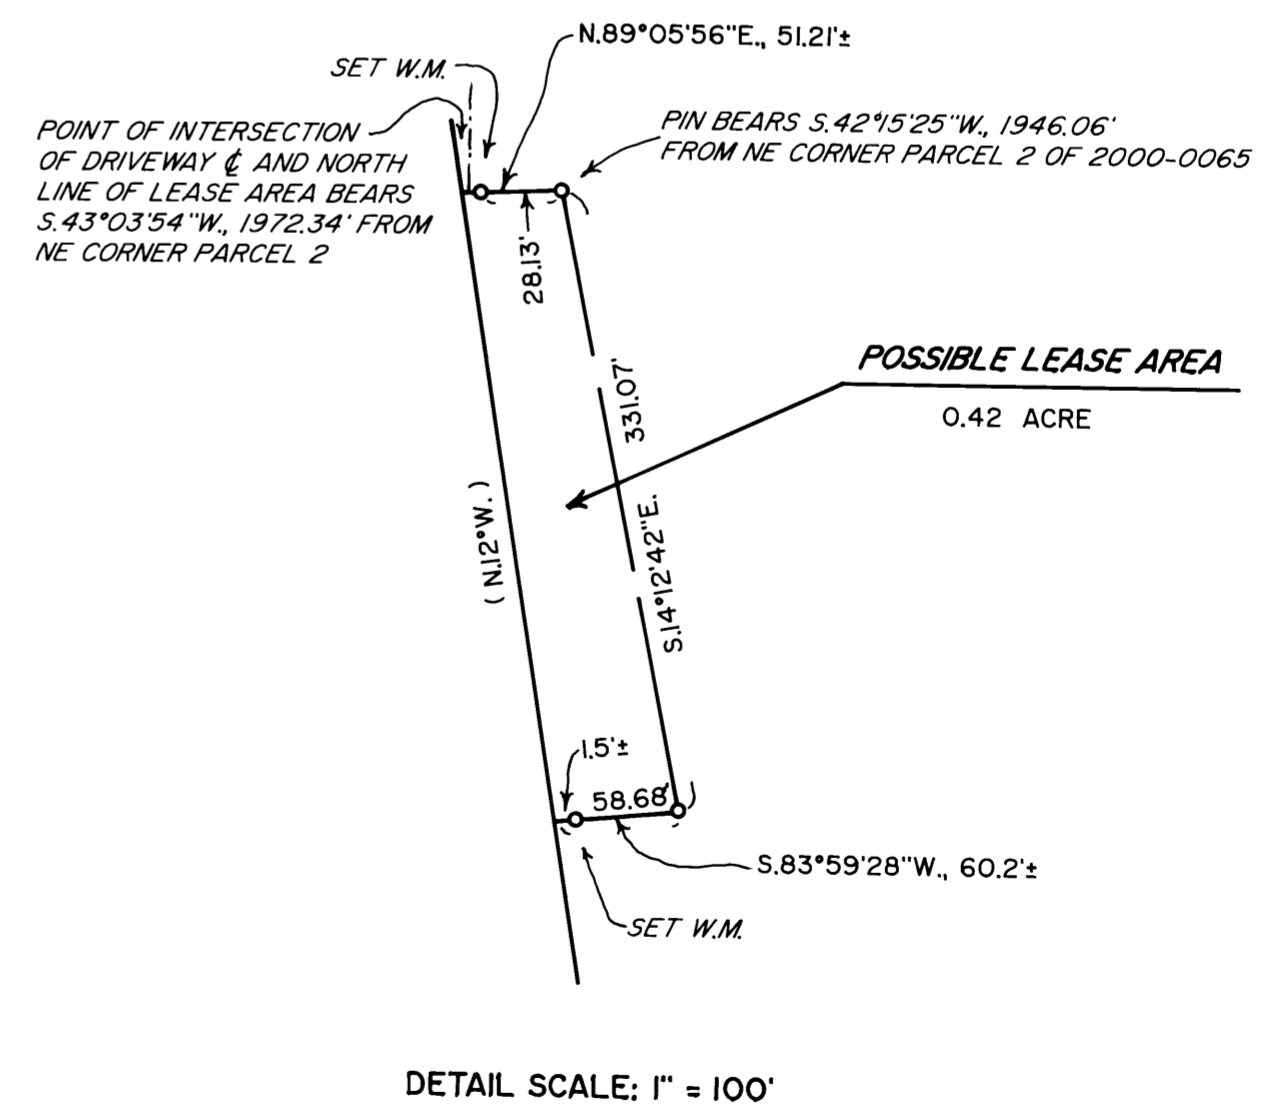 N.89°05'56"E., 51.21'±
SET W.M.
POINT OF INTERSECTION
OF DRIVEWAY ℄ AND NORTH
LINE OF LEASE AREA BEARS
S.43°03'54"W., 1972.34' FROM
NE CORNER PARCEL 2
PIN BEARS S.42°15'25"W., 1946.06'
FROM NE CORNER PARCEL 2 OF 2000-0065
28.13'
331.07'
POSSIBLE LEASE AREA
0.42 ACRE
(N.12°W.)
S.14°12'42"E.
1.5'±
58.68'
S.83°59'28"W., 60.2'±
SET W.M.
DETAIL SCALE: 1" = 100'